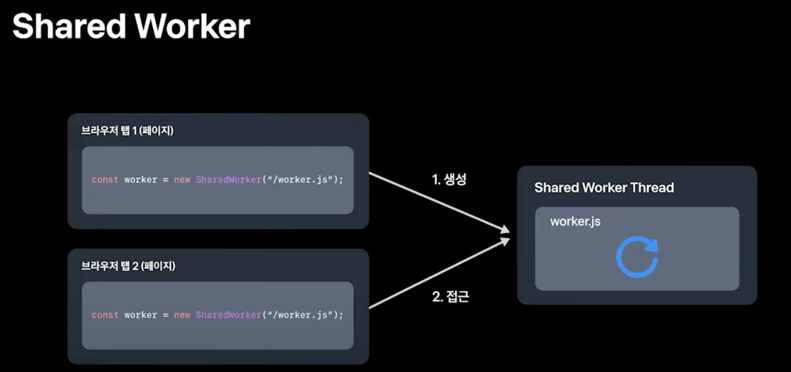 Shared Worker
브라우저 탭 1 (페이지)
const worker = new SharedWorker("/worker.js");
1. 생성
Shared Worker Thread
worker.js
브라우저 탭 2 (페이지)
const worker = new SharedWorker("/worker.js");
2. 접근